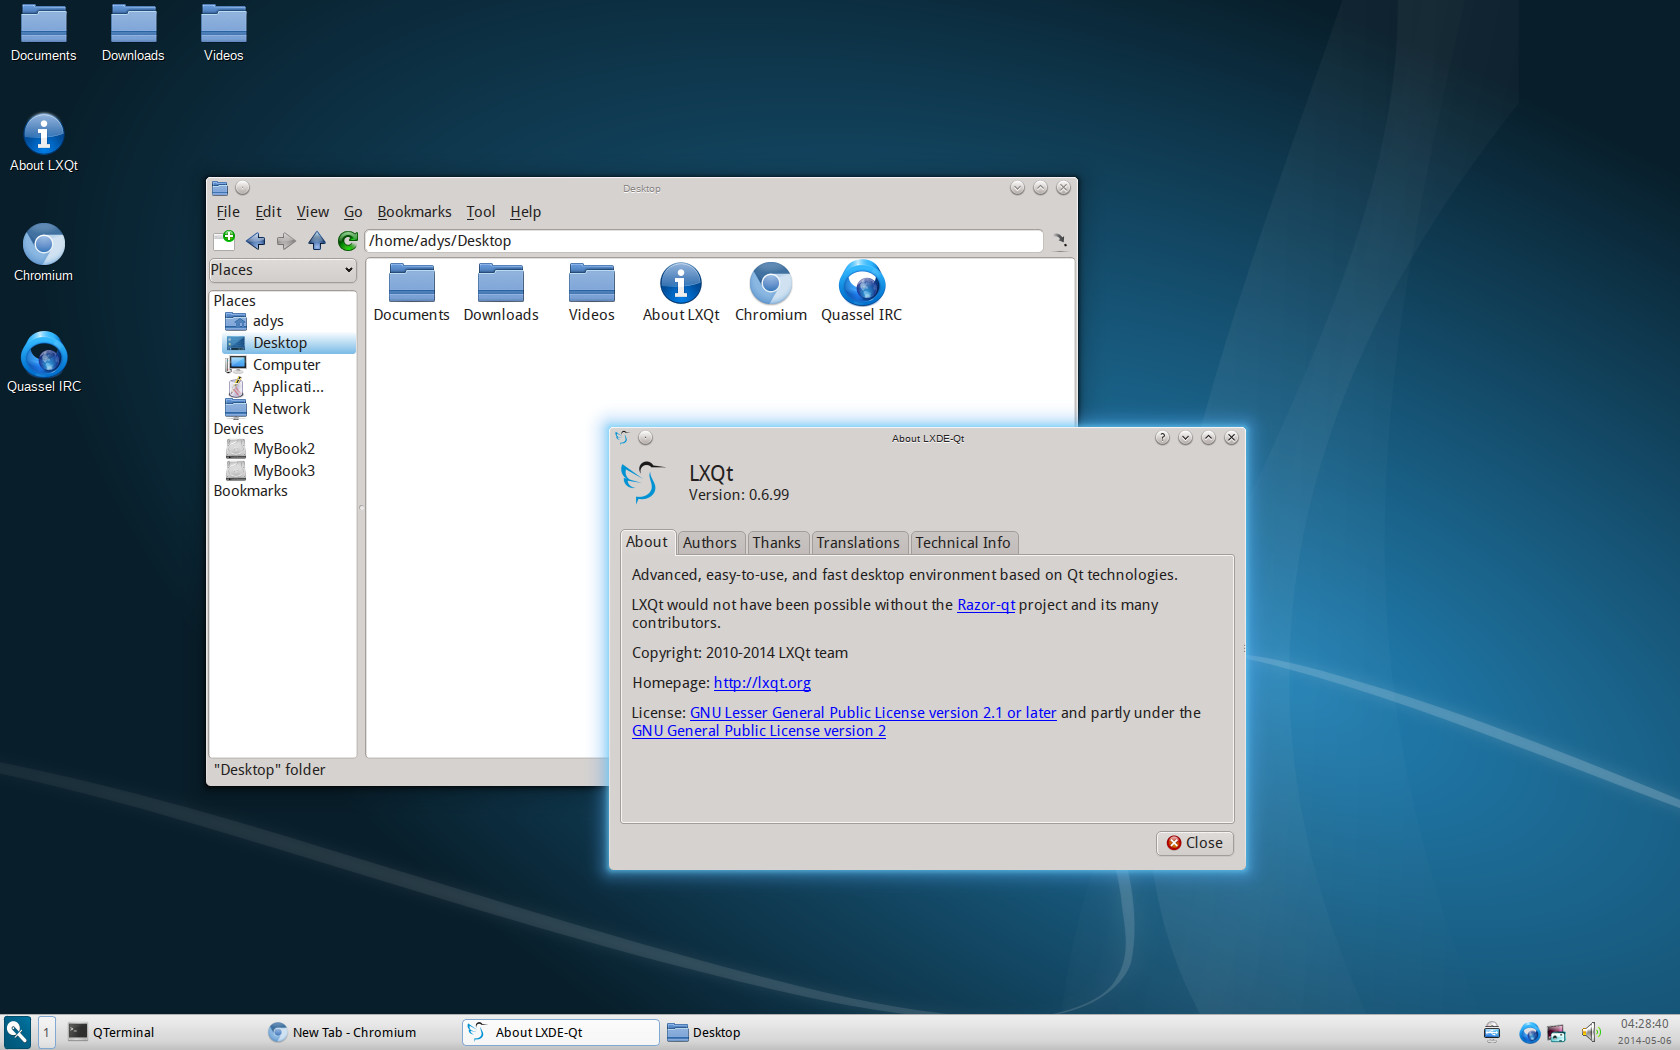 Documents
Downloads
Videos
About LXQt
Chromium
Quassel IRC
Desktop
File Edit View Go Bookmarks Tool Help
/home/adys/Desktop
Places
Places
adys
Desktop
Computer
Applicati...
Network
Devices
MyBook2
MyBook3
Bookmarks
Documents
Downloads
Videos
About LXQt
Chromium
Quassel IRC
"Desktop" folder
About LXDE-Qt
LXQt
Version: 0.6.99
About Authors Thanks Translations Technical Info
Advanced, easy-to-use, and fast desktop environment based on Qt technologies.
LXQt would not have been possible without the Razor-qt project and its many
contributors.
Copyright: 2010-2014 LXQt team
Homepage: http://lxqt.org
License: GNU Lesser General Public License version 2.1 or later and partly under the
GNU General Public License version 2
Close
1 QTerminal New Tab - Chromium About LXDE-Qt Desktop
04:28:40
2014-05-06